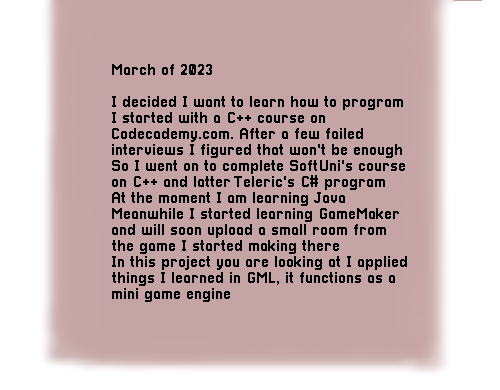 March of 2023
I decided I want to learn how to program
I started with a C++ course on
Codecademy.com. After a few failed
interviews I figured that won't be enough
So I went on to complete SoftUni's course
on C++ and latter Teleric's C# program
At the moment I am learning Java
Meanwhile I started learning GameMaker
and will soon upload a small room from
the game I started making there
In this project you are looking at I applied
things I learned in GML, it functions as a
mini game engine